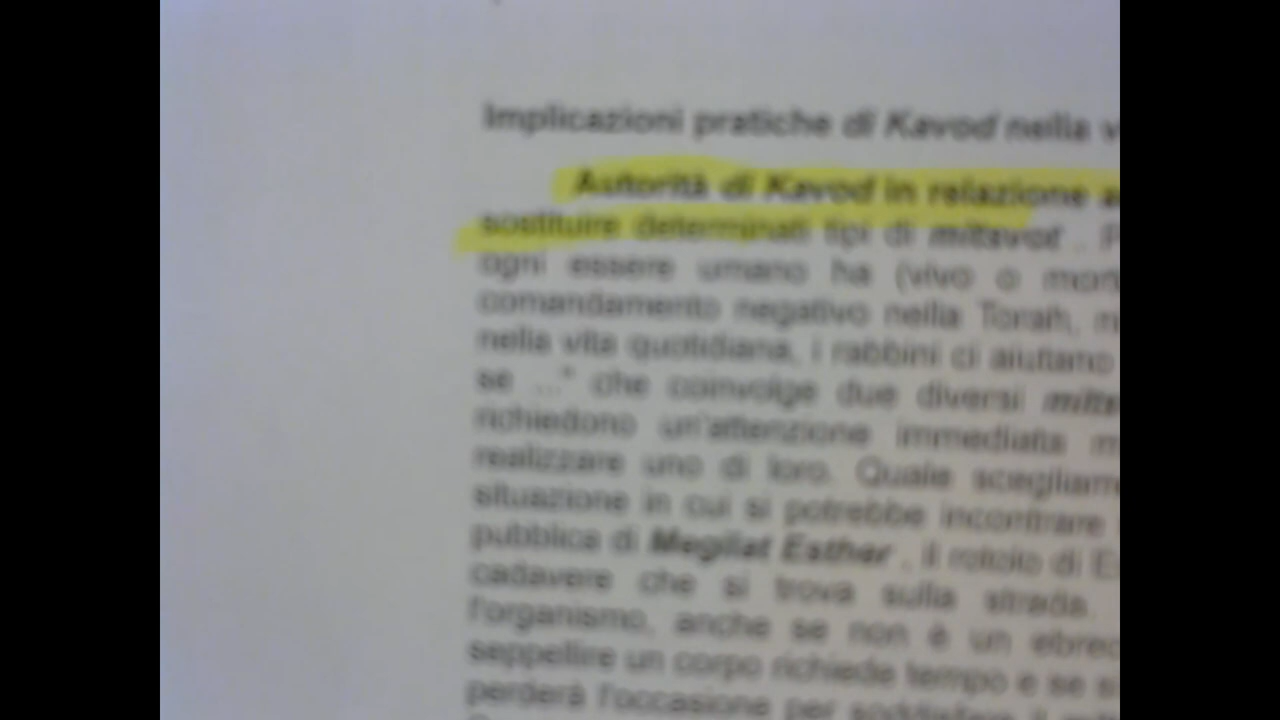 Implicazioni pratiche di Kavod nella
Autorità di Kavod in relazione
sostituire determinati tipi di mitsvot .
ogni essere umano ha (vivo o
comandamento negativo nella Torah,
nella vita quotidiana, i rabbini ci aiutano
se ..." che coinvolge due diversi
richiedono un'attenzione immediata
realizzare uno di loro. Quale
situazione in cui si potrebbe incontrare
pubblica di Megilat Esther , il rotolo di
cadavere che si trova sulla strada.
l'organismo, anche se non è un
seppellire un corpo richiede tempo e se
perderà l'occasione per soddisfare il